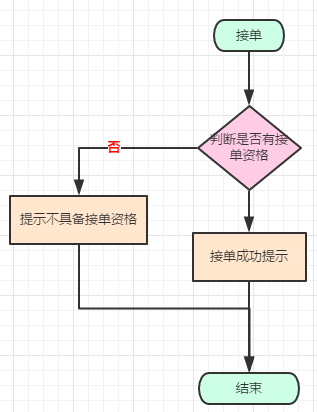 接单
判断是否有接
单资格
否
提示不具备接单资格
接单成功提示
结束